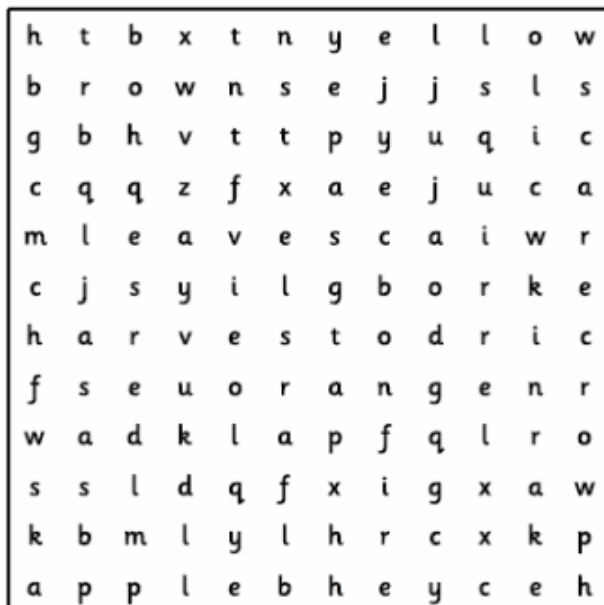 h t b x t n y e l l o w
b r o w n s e j j s l s
g b h v t t p y u q i c
c q q z f x a e j u c a
m l e a v e s c a i w r
c j s y i l g b o r k e
h a r v e s t o d r i c
f s e u o r a n g e n r
w a d k l a p f q l r o
s s l d q f x i g x a w
k b m l y l h r c x k p
a p p l e b h e y c e h